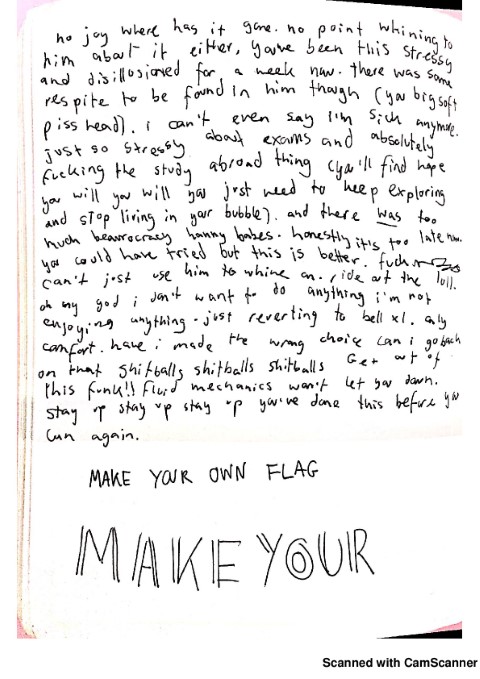 no joy where has it gone. no point whining to
him about it either, you've been this stressy
and disillusioned for a week now. there was some
respite to be found in him though (you big soft
piss head). i can't even say i'm sick anymore.
just so stressy about exams and absolutely
fucking the study abroad thing (you'll find hope
you will you will you just need to keep exploring
and stop living in your bubble). and there was too
much beaurocracy hanny babes. honestly it's too late now.
you could have tried but this is better. fuck
can't just use him to whine on. ride out the lull.
oh my god i don't want to do anything i'm not
enjoying anything. just reverting to bell xl. only
comfort. have i made the wrong choice can i go back
on that shitballs shitballs shitballs Get out of
this funk!! fluid mechanics won't let you down.
stay up stay up stay up you've done this before you
can again.
MAKE YOUR OWN FLAG
MAKE YOUR
Scanned with CamScanner